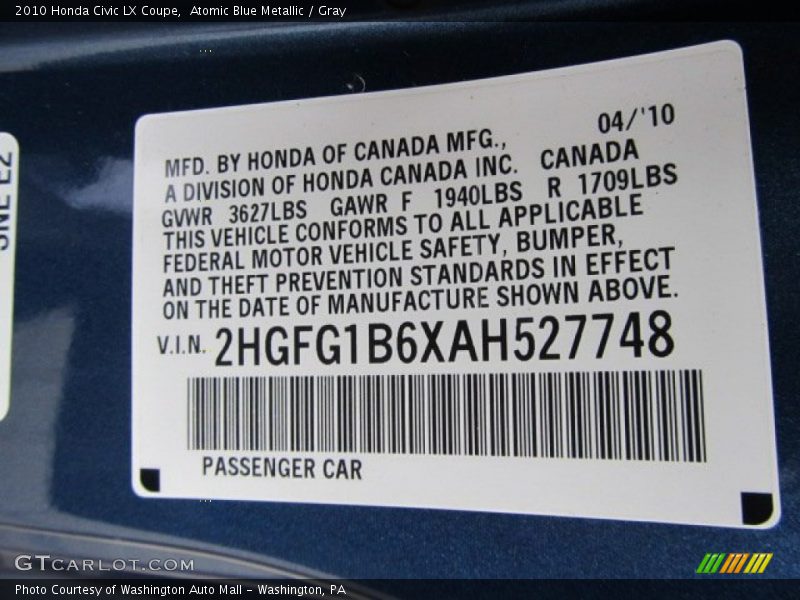 2010 Honda Civic LX Coupe, Atomic Blue Metallic / Gray
04/'10
MFD. BY HONDA OF CANADA MFG.,
A DIVISION OF HONDA CANADA INC. CANADA
GVWR 3627LBS GAWR F 1940LBS R 1709LBS
THIS VEHICLE CONFORMS TO ALL APPLICABLE
FEDERAL MOTOR VEHICLE SAFETY, BUMPER,
AND THEFT PREVENTION STANDARDS IN EFFECT
ON THE DATE OF MANUFACTURE SHOWN ABOVE.
V.I.N. 2HGFG1B6XAH527748
PASSENGER CAR
GTCARLOT.COM
Photo Courtesy of Washington Auto Mall - Washington, PA